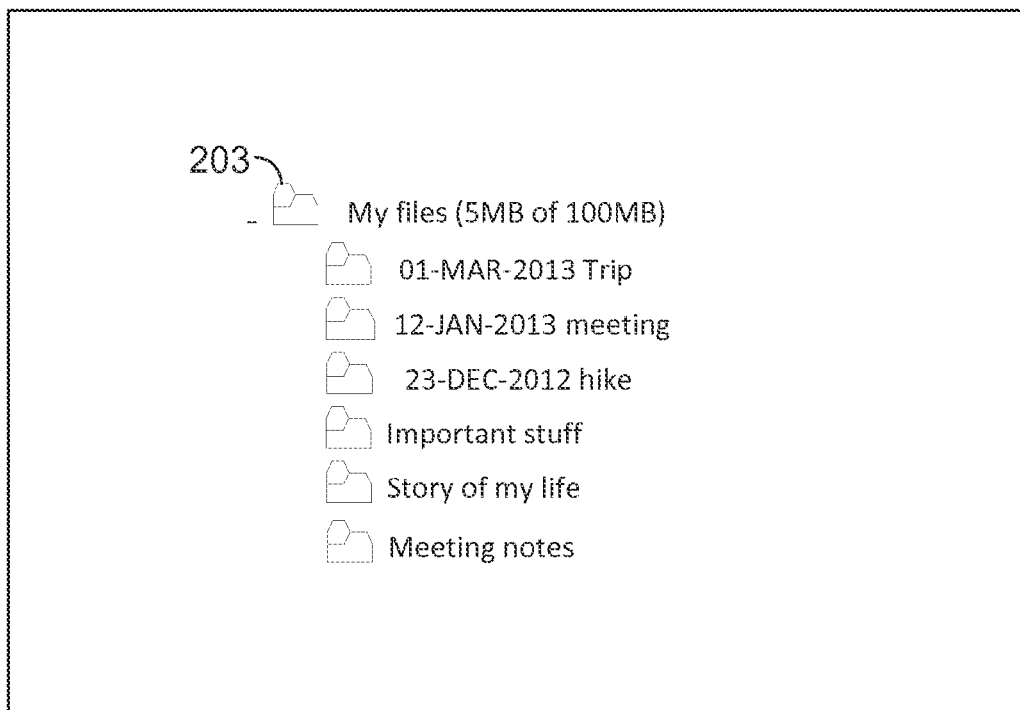 203
My files (5MB of 100MB)
01-MAR-2013 Trip
12-JAN-2013 meeting
23-DEC-2012 hike
Important stuff
Story of my life
Meeting notes